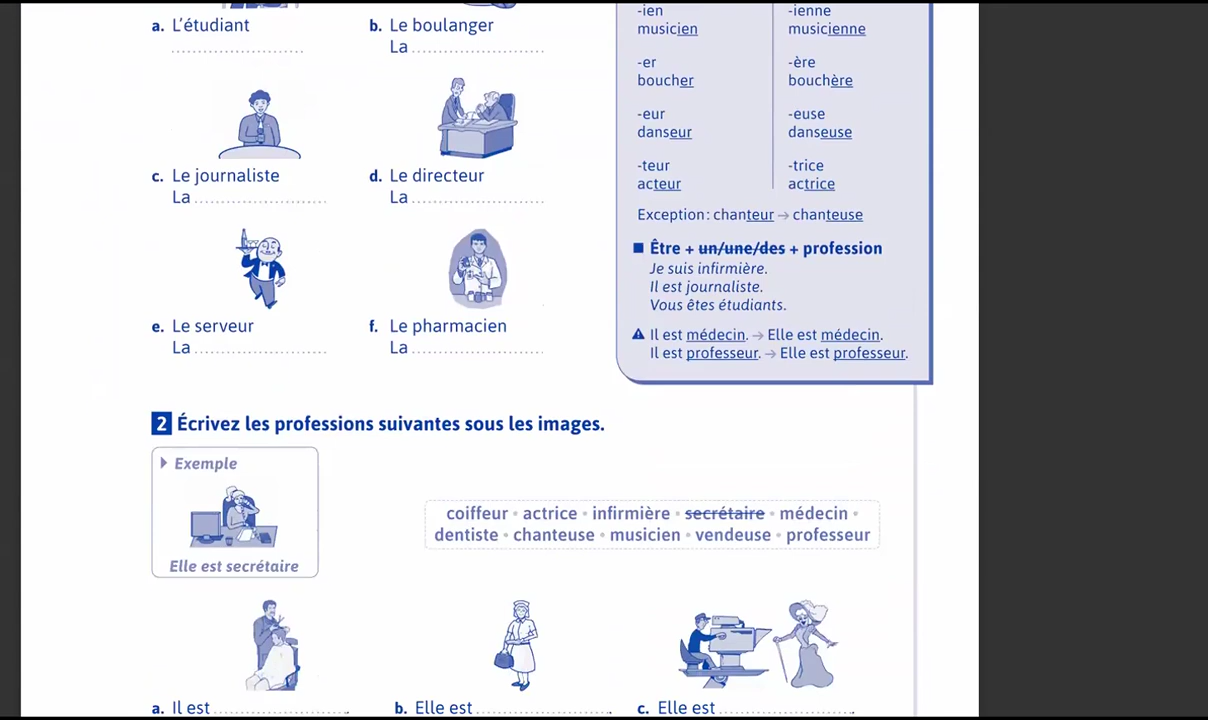 a. L'étudiant
....................................
b. Le boulanger
La ....................................
c. Le journaliste
La ....................................
d. Le directeur
La ....................................
e. Le serveur
La ....................................
f. Le pharmacien
La ....................................
-ien -ienne
musicien musicienne
-er -ère
boucher bouchère
-eur -euse
danseur danseuse
-teur -trice
acteur actrice
Exception : chanteur → chanteuse
■ Être + un/une/des + profession
Je suis infirmière.
Il est journaliste.
Vous êtes étudiants.
Il est médecin. → Elle est médecin.
Il est professeur. → Elle est professeur.
2 Écrivez les professions suivantes sous les images.
Exemple
Elle est secrétaire
coiffeur • actrice • infirmière • secrétaire • médecin •
dentiste • chanteuse • musicien • vendeuse • professeur
a. Il est ....................................
b. Elle est ....................................
c. Elle est ....................................